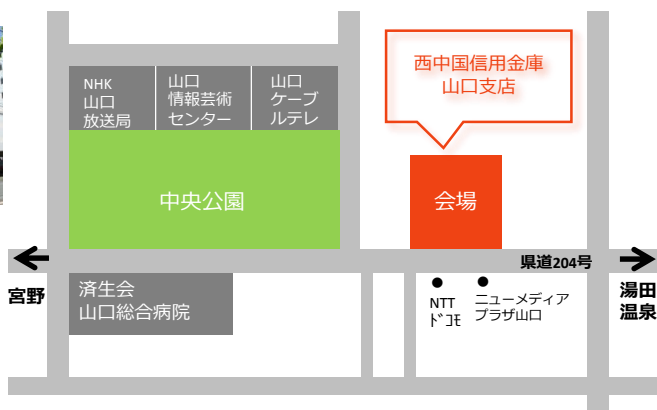 西中国信用金庫
山口支店
NHK
山口
放送局
山口
情報芸術
センター
山口
ケーブ
ルテレ
中央公園
会場
県道204号
宮野
湯田
温泉
済生会
山口総合病院
NTT
ﾄﾞｺﾓ
ニューメディア
プラザ山口